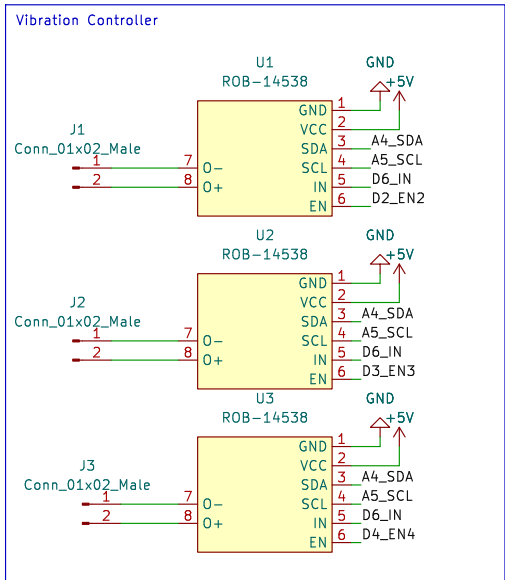 Vibration Controller
U1
ROB-14538
GND
+5V
J1
Conn_01x02_Male
1
2
7 O-
8 O+
GND 1
VCC 2
SDA 3 A4_SDA
SCL 4 A5_SCL
IN 5 D6_IN
EN 6 D2_EN2
U2
ROB-14538
GND
+5V
J2
Conn_01x02_Male
1
2
7 O-
8 O+
GND 1
VCC 2
SDA 3 A4_SDA
SCL 4 A5_SCL
IN 5 D6_IN
EN 6 D3_EN3
U3
ROB-14538
GND
+5V
J3
Conn_01x02_Male
1
2
7 O-
8 O+
GND 1
VCC 2
SDA 3 A4_SDA
SCL 4 A5_SCL
IN 5 D6_IN
EN 6 D4_EN4